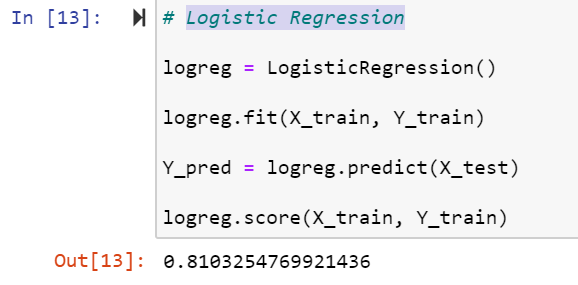 In [13]: # Logistic Regression
logreg = LogisticRegression()
logreg.fit(X_train, Y_train)
Y_pred = logreg.predict(X_test)
logreg.score(X_train, Y_train)
Out[13]: 0.8103254769921436